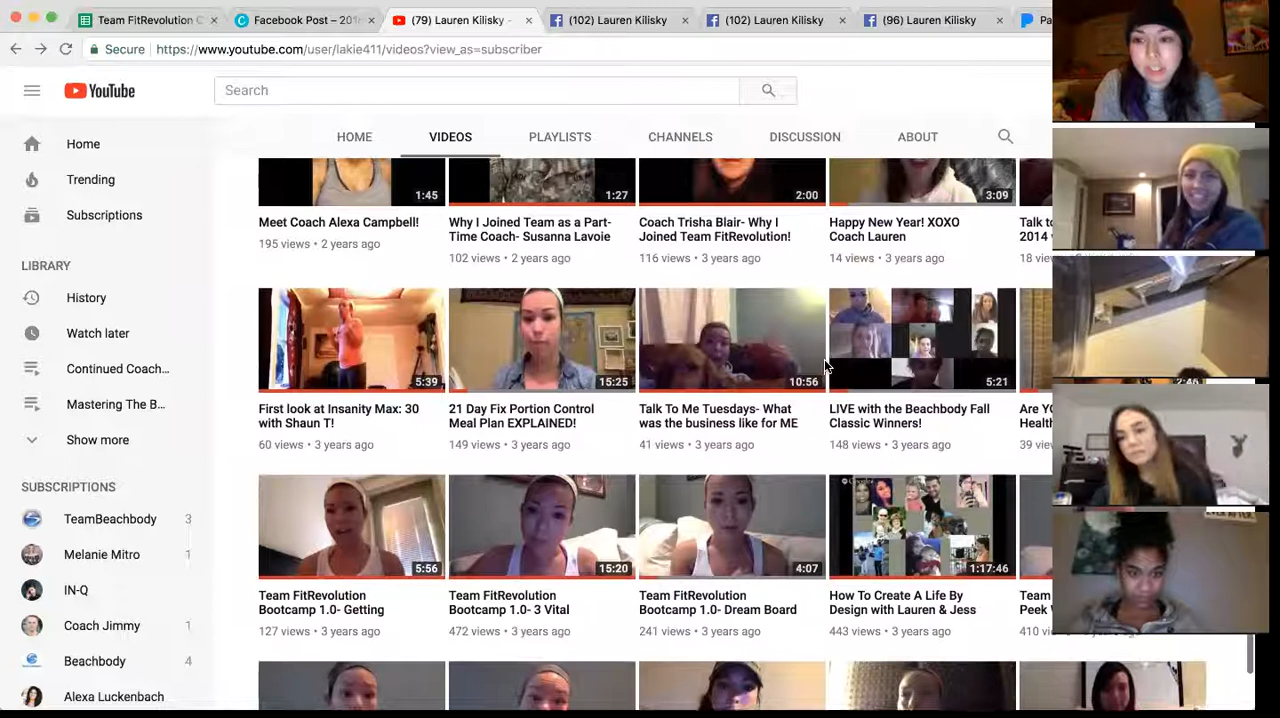 Team FitRevolution C
Facebook Post – 201
(79) Lauren Kilisky -
(102) Lauren Kilisky
(102) Lauren Kilisky
(96) Lauren Kilisky
Pa
Secure
https://www.youtube.com/user/lakie411/videos?view_as=subscriber
YouTube
Search
HOME
VIDEOS
PLAYLISTS
CHANNELS
DISCUSSION
ABOUT
Home
Trending
Subscriptions
LIBRARY
History
Watch later
Continued Coach...
Mastering The B...
Show more
SUBSCRIPTIONS
TeamBeachbody 3
Melanie Mitro 1
IN-Q
Coach Jimmy 1
Beachbody 4
Alexa Luckenbach
1:45
Meet Coach Alexa Campbell!
195 views • 2 years ago
1:27
Why I Joined Team as a Part-
Time Coach- Susanna Lavoie
102 views • 2 years ago
2:00
Coach Trisha Blair- Why I
Joined Team FitRevolution!
116 views • 3 years ago
3:09
Happy New Year! XOXO
Coach Lauren
14 views • 3 years ago
Talk to
2014
18
5:39
First look at Insanity Max: 30
with Shaun T!
60 views • 3 years ago
15:25
21 Day Fix Portion Control
Meal Plan EXPLAINED!
149 views • 3 years ago
10:56
Talk To Me Tuesdays- What
was the business like for ME
41 views • 3 years ago
5:21
LIVE with the Beachbody Fall
Classic Winners!
148 views • 3 years ago
Are
Health
39
5:56
Team FitRevolution
Bootcamp 1.0- Getting
127 views • 3 years ago
15:20
Team FitRevolution
Bootcamp 1.0- 3 Vital
472 views • 3 years ago
4:07
Team FitRevolution
Bootcamp 1.0- Dream Board
241 views • 3 years ago
1:17:46
How To Create A Life By
Design with Lauren & Jess
443 views • 3 years ago
Team
Peek
410